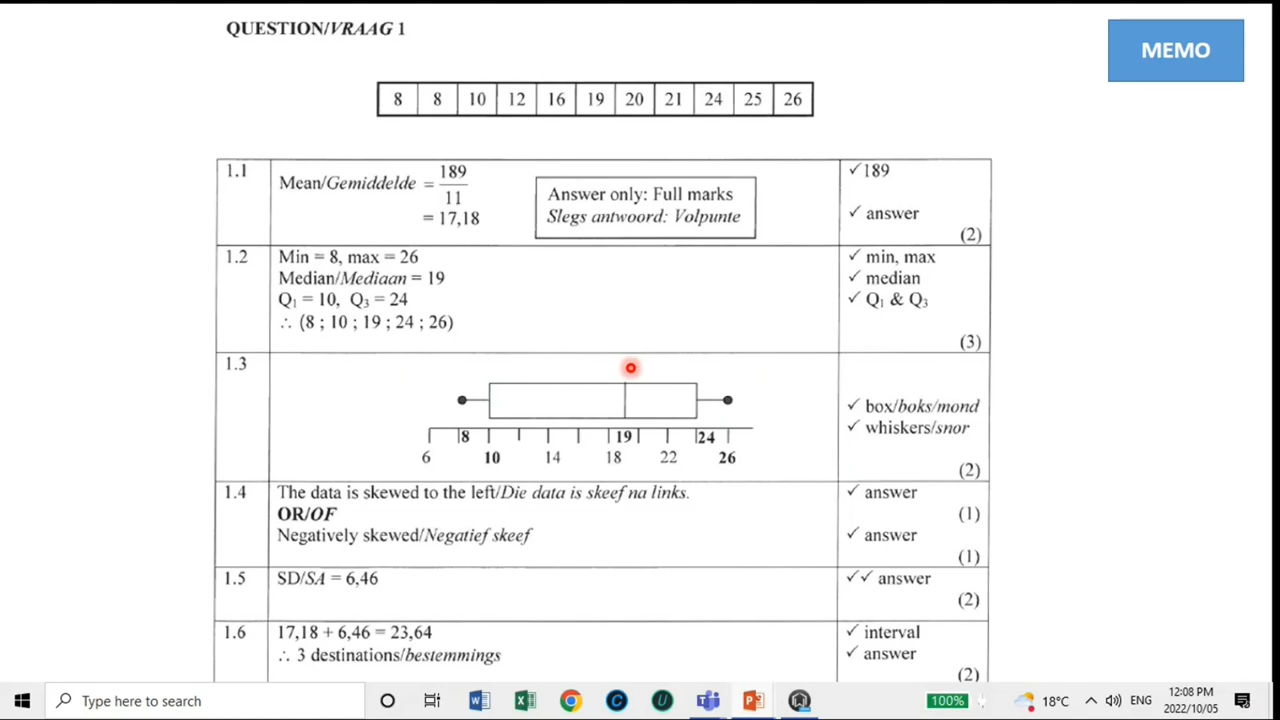 QUESTION/VRAAG 1
MEMO
8 8 10 12 16 19 20 21 24 25 26
1.1 Mean/Gemiddelde = 189/11 ✓189
Answer only: Full marks
= 17,18 Slegs antwoord: Volpunte ✓ answer
(2)
1.2 Min = 8, max = 26 ✓ min, max
Median/Mediaan = 19 ✓ median
Q₁ = 10, Q₃ = 24 ✓ Q₁ & Q₃
∴ (8 ; 10 ; 19 ; 24 ; 26)
(3)
1.3
✓ box/boks/mond
✓ whiskers/snor
8 19 24
6 10 14 18 22 26
(2)
1.4 The data is skewed to the left/Die data is skeef na links. ✓ answer
OR/OF (1)
Negatively skewed/Negatief skeef ✓ answer
(1)
1.5 SD/SA = 6,46 ✓✓ answer
(2)
1.6 17,18 + 6,46 = 23,64 ✓ interval
∴ 3 destinations/bestemmings ✓ answer
(2)
Type here to search
100%
18°C
ENG
12:08 PM
2022/10/05